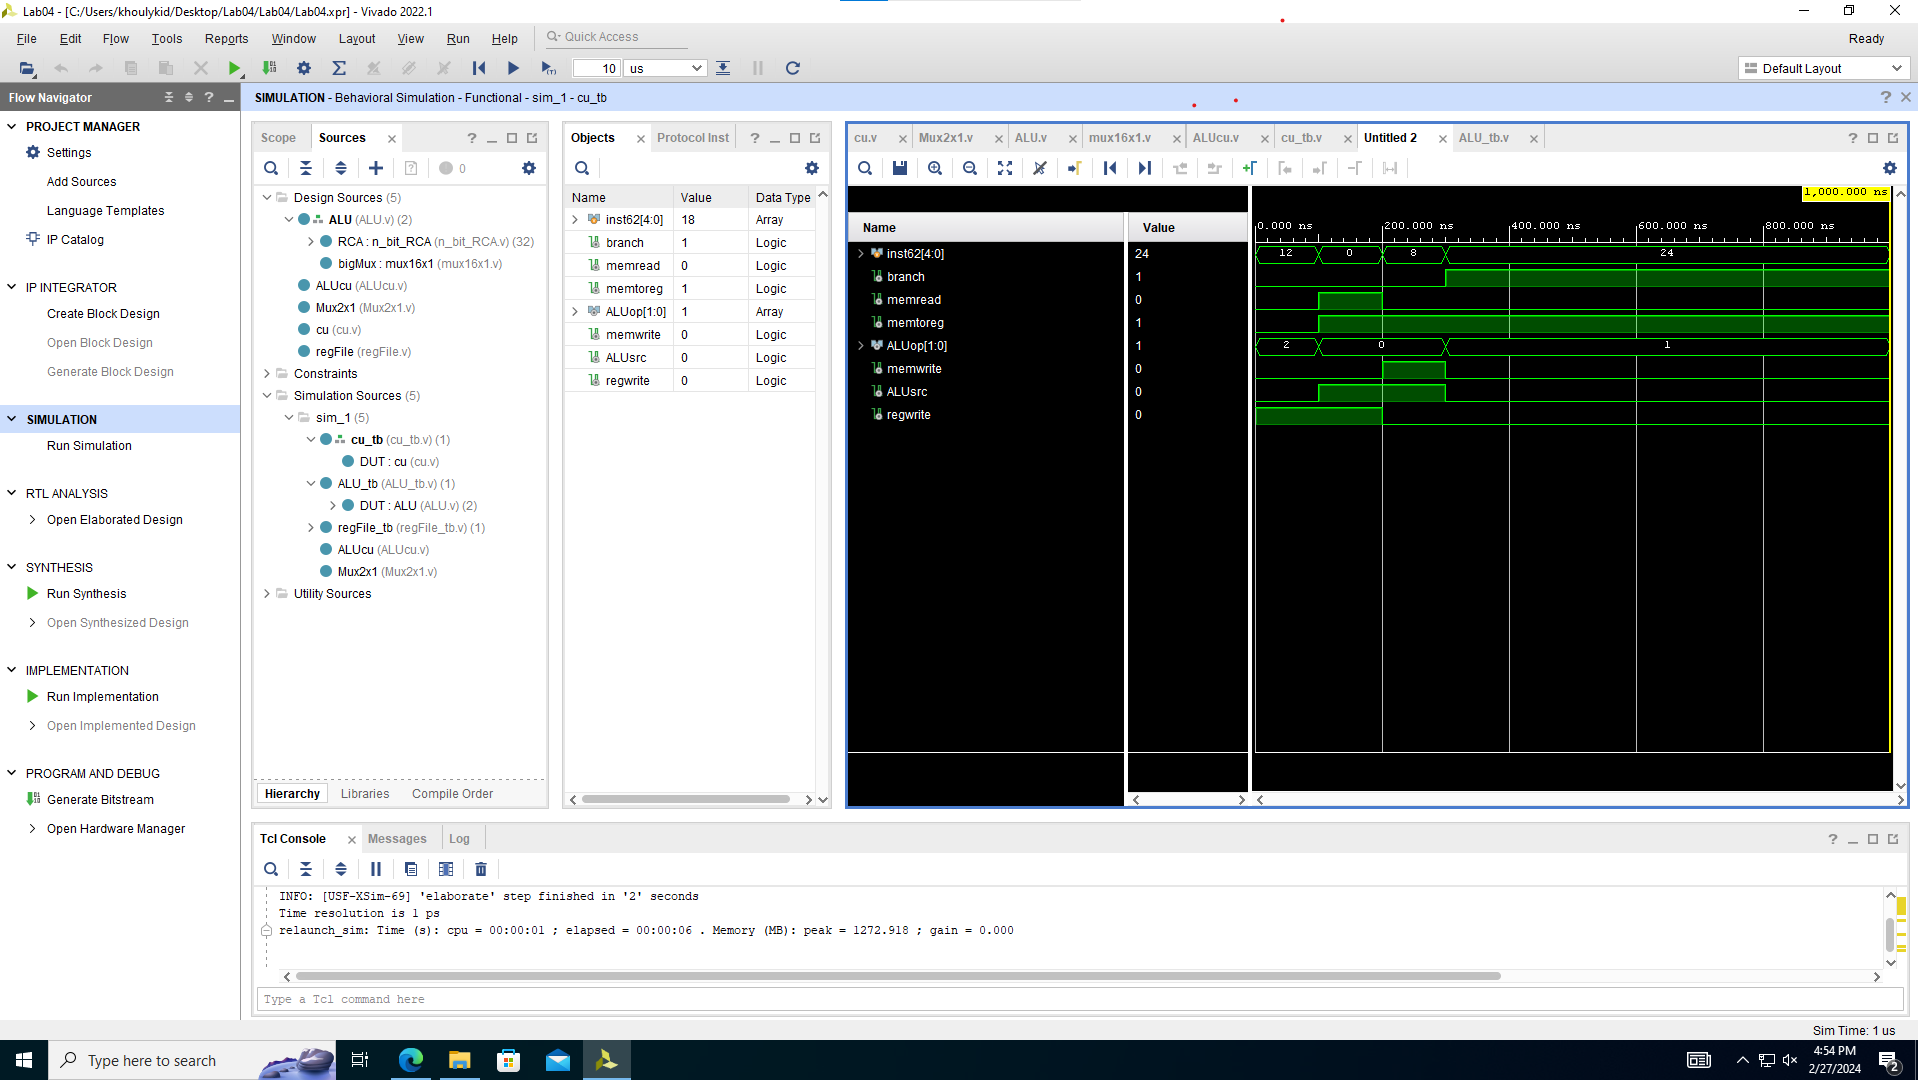 Lab04 - [C:/Users/khoulykid/Desktop/Lab04/Lab04/Lab04.xpr] - Vivado 2022.1
File Edit Flow Tools Reports Window Layout View Run Help Quick Access Ready
10 us Default Layout
Flow Navigator
SIMULATION - Behavioral Simulation - Functional - sim_1 - cu_tb
PROJECT MANAGER
Settings
Add Sources
Language Templates
IP Catalog
IP INTEGRATOR
Create Block Design
Open Block Design
Generate Block Design
SIMULATION
Run Simulation
RTL ANALYSIS
Open Elaborated Design
SYNTHESIS
Run Synthesis
Open Synthesized Design
IMPLEMENTATION
Run Implementation
Open Implemented Design
PROGRAM AND DEBUG
Generate Bitstream
Open Hardware Manager
Scope Sources
0
Design Sources (5)
ALU (ALU.v) (2)
RCA : n_bit_RCA (n_bit_RCA.v) (32)
bigMux : mux16x1 (mux16x1.v)
ALUcu (ALUcu.v)
Mux2x1 (Mux2x1.v)
cu (cu.v)
regFile (regFile.v)
Constraints
Simulation Sources (5)
sim_1 (5)
cu_tb (cu_tb.v) (1)
DUT : cu (cu.v)
ALU_tb (ALU_tb.v) (1)
DUT : ALU (ALU.v) (2)
regFile_tb (regFile_tb.v) (1)
ALUcu (ALUcu.v)
Mux2x1 (Mux2x1.v)
Utility Sources
Hierarchy Libraries Compile Order
Objects Protocol Inst
Name Value Data Type
inst62[4:0] 18 Array
branch 1 Logic
memread 0 Logic
memtoreg 1 Logic
ALUop[1:0] 1 Array
memwrite 0 Logic
ALUsrc 0 Logic
regwrite 0 Logic
cu.v Mux2x1.v ALU.v mux16x1.v ALUcu.v cu_tb.v Untitled 2 ALU_tb.v
1,000.000 ns
Name Value 0.000 ns 200.000 ns 400.000 ns 600.000 ns 800.000 ns
inst62[4:0] 24 12 0 8 24
branch 1
memread 0
memtoreg 1
ALUop[1:0] 1 2 0 1
memwrite 0
ALUsrc 0
regwrite 0
Tcl Console Messages Log
INFO: [USF-XSim-69] 'elaborate' step finished in '2' seconds
Time resolution is 1 ps
relaunch_sim: Time (s): cpu = 00:00:01 ; elapsed = 00:00:06 . Memory (MB): peak = 1272.918 ; gain = 0.000
Type a Tcl command here
Sim Time: 1 us
Type here to search
4:54 PM
2/27/2024
2